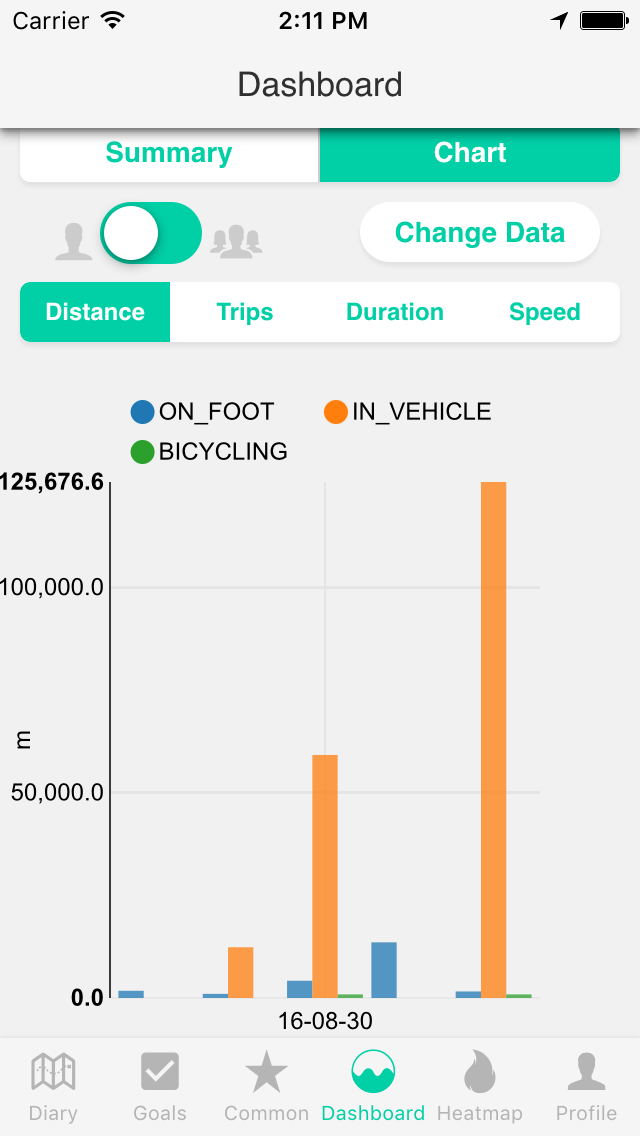 Carrier 2:11 PM
Dashboard
Summary Chart
Change Data
Distance Trips Duration Speed
ON_FOOT IN_VEHICLE
BICYCLING
125,676.6
100,000.0
m
50,000.0
0.0
16-08-30
Diary Goals Common Dashboard Heatmap Profile